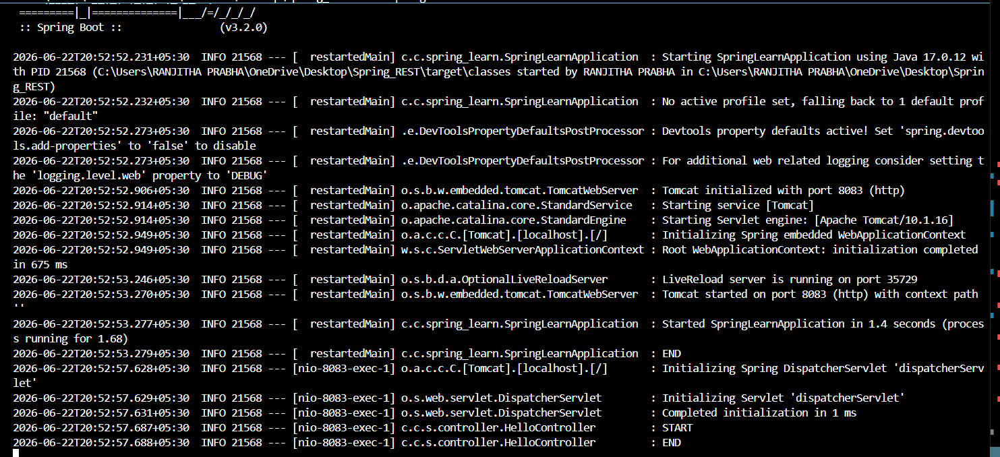 =========|_|==============|___/=/_/_/_/
:: Spring Boot ::                (v3.2.0)
2026-06-22T20:52:52.231+05:30  INFO 21568 --- [  restartedMain] c.c.spring_learn.SpringLearnApplication  : Starting SpringLearnApplication using Java 17.0.12 wi
th PID 21568 (C:\Users\RANJITHA PRABHA\OneDrive\Desktop\Spring_REST\target\classes started by RANJITHA PRABHA in C:\Users\RANJITHA PRABHA\OneDrive\Desktop\Sprin
g_REST)
2026-06-22T20:52:52.232+05:30  INFO 21568 --- [  restartedMain] c.c.spring_learn.SpringLearnApplication  : No active profile set, falling back to 1 default prof
ile: "default"
2026-06-22T20:52:52.273+05:30  INFO 21568 --- [  restartedMain] .e.DevToolsPropertyDefaultsPostProcessor : Devtools property defaults active! Set 'spring.devtoo
ls.add-properties' to 'false' to disable
2026-06-22T20:52:52.273+05:30  INFO 21568 --- [  restartedMain] .e.DevToolsPropertyDefaultsPostProcessor : For additional web related logging consider setting t
he 'logging.level.web' property to 'DEBUG'
2026-06-22T20:52:52.906+05:30  INFO 21568 --- [  restartedMain] o.s.b.w.embedded.tomcat.TomcatWebServer  : Tomcat initialized with port 8083 (http)
2026-06-22T20:52:52.914+05:30  INFO 21568 --- [  restartedMain] o.apache.catalina.core.StandardService   : Starting service [Tomcat]
2026-06-22T20:52:52.914+05:30  INFO 21568 --- [  restartedMain] o.apache.catalina.core.StandardEngine    : Starting Servlet engine: [Apache Tomcat/10.1.16]
2026-06-22T20:52:52.949+05:30  INFO 21568 --- [  restartedMain] o.a.c.c.C.[Tomcat].[localhost].[/]       : Initializing Spring embedded WebApplicationContext
2026-06-22T20:52:52.949+05:30  INFO 21568 --- [  restartedMain] w.s.c.ServletWebServerApplicationContext : Root WebApplicationContext: initialization completed
in 675 ms
2026-06-22T20:52:53.246+05:30  INFO 21568 --- [  restartedMain] o.s.b.d.a.OptionalLiveReloadServer       : LiveReload server is running on port 35729
2026-06-22T20:52:53.270+05:30  INFO 21568 --- [  restartedMain] o.s.b.w.embedded.tomcat.TomcatWebServer  : Tomcat started on port 8083 (http) with context path
''
2026-06-22T20:52:53.277+05:30  INFO 21568 --- [  restartedMain] c.c.spring_learn.SpringLearnApplication  : Started SpringLearnApplication in 1.4 seconds (proces
s running for 1.68)
2026-06-22T20:52:53.279+05:30  INFO 21568 --- [  restartedMain] c.c.spring_learn.SpringLearnApplication  : END
2026-06-22T20:52:57.628+05:30  INFO 21568 --- [nio-8083-exec-1] o.a.c.c.C.[Tomcat].[localhost].[/]       : Initializing Spring DispatcherServlet 'dispatcherServ
let'
2026-06-22T20:52:57.629+05:30  INFO 21568 --- [nio-8083-exec-1] o.s.web.servlet.DispatcherServlet        : Initializing Servlet 'dispatcherServlet'
2026-06-22T20:52:57.631+05:30  INFO 21568 --- [nio-8083-exec-1] o.s.web.servlet.DispatcherServlet        : Completed initialization in 1 ms
2026-06-22T20:52:57.687+05:30  INFO 21568 --- [nio-8083-exec-1] c.c.s.controller.HelloController         : START
2026-06-22T20:52:57.688+05:30  INFO 21568 --- [nio-8083-exec-1] c.c.s.controller.HelloController         : END